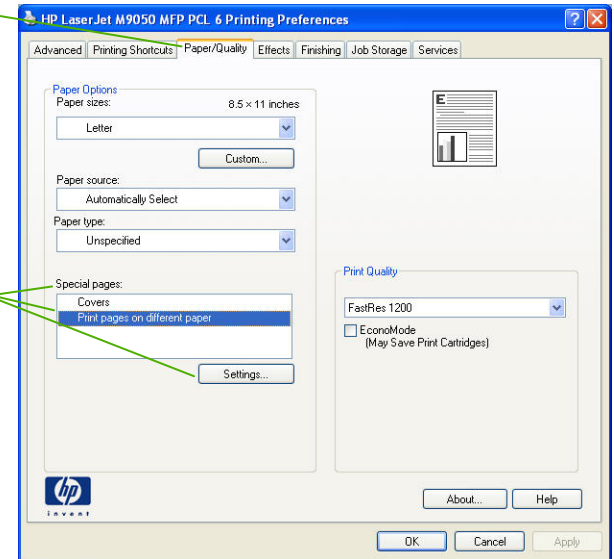 HP LaserJet M9050 MFP PCL 6 Printing Preferences
Advanced Printing Shortcuts Paper/Quality Effects Finishing Job Storage Services
Paper Options
Paper sizes: 8.5 × 11 inches
Letter
Custom...
Paper source:
Automatically Select
Paper type:
Unspecified
Special pages:
Covers
Print pages on different paper
Settings...
E
Print Quality
FastRes 1200
EconoMode
(May Save Print Cartridges)
hp
invent
About... Help
OK Cancel Apply